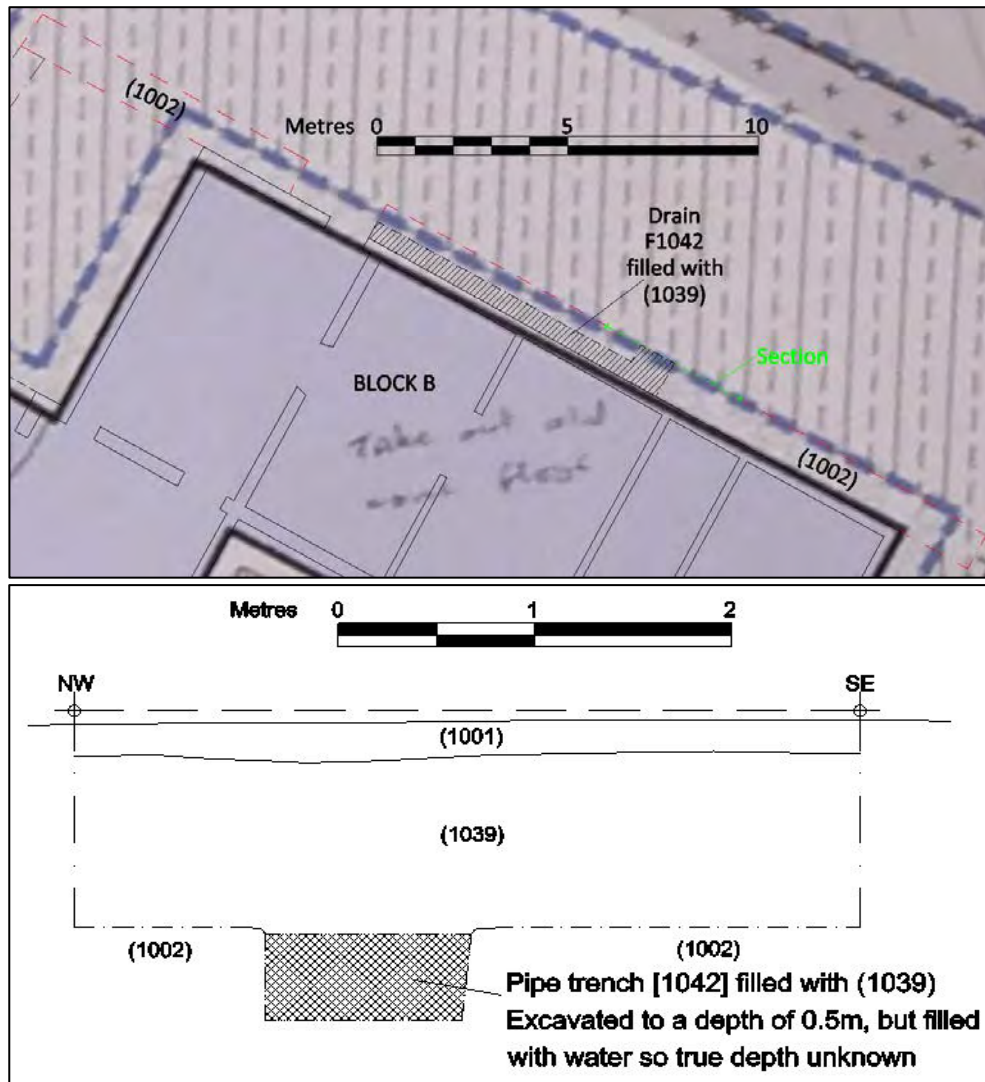 (1002)
Metres 0 5 10
Drain
F1042
filled with
(1039)
Section
BLOCK B
Take out old
floor
(1002)
Metres 0 1 2
NW SE
(1001)
(1039)
(1002) (1002)
Pipe trench [1042] filled with (1039)
Excavated to a depth of 0.5m, but filled
with water so true depth unknown